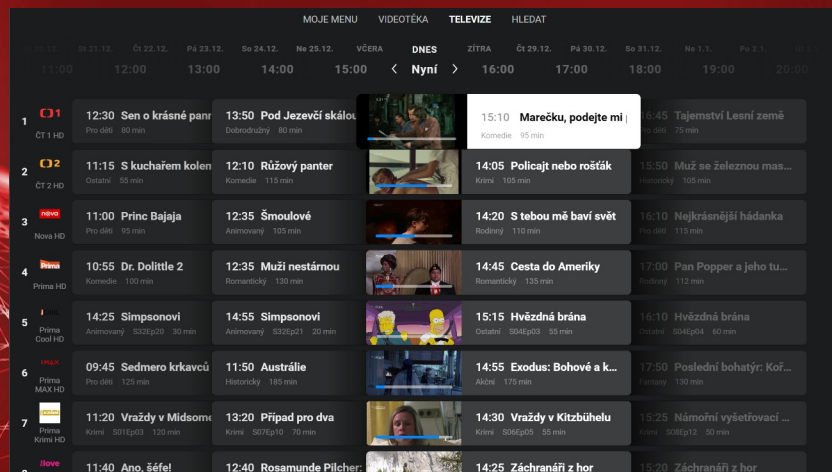 MOJE MENU VIDEOTÉKA TELEVIZE HLEDAT
St 21.12. Čt 22.12. Pá 23.12. So 24.12. Ne 25.12. VČERA DNES ZÍTRA Čt 29.12. Pá 30.12. So 31.12. Ne 1.1. Po 2.1.
11:00 12:00 13:00 14:00 15:00 < Nyní > 16:00 17:00 18:00 19:00 20:00
1 ČT 1 HD 12:30 Sen o krásné pann 13:50 Pod Jezevčí skálou 15:10 Marečku, podejte mi 16:45 Tajemství Lesní země
Pro děti 80 min Dobrodružný 80 min Komedie 95 min Pro děti 75 min
2 ČT 2 HD 11:15 S kuchařem kolem 12:10 Růžový panter 14:05 Policajt nebo rošťák 15:50 Muž se železnou mas...
Ostatní 55 min Komedie 115 min Krimi 105 min Historický 105 min
3 nova Nova HD 11:00 Princ Bajaja 12:35 Šmoulové 14:20 S tebou mě baví svět 16:10 Nejkrásnější hádanka
Pro děti 95 min Animovaný 105 min Rodinný 110 min Pro děti 115 min
4 Prima Prima HD 10:55 Dr. Dolittle 2 12:35 Muži nestárnou 14:45 Cesta do Ameriky 17:00 Pan Popper a jeho tu...
Komedie 100 min Romantický 130 min Romantický 135 min Rodinný 112 min
5 Prima Cool HD 14:25 Simpsonovi 14:55 Simpsonovi 15:15 Hvězdná brána 16:10 Hvězdná brána
Animovaný S32Ep20 30 min Animovaný S32Ep21 20 min Ostatní S04Ep03 55 min Ostatní S04Ep04 60 min
6 Prima MAX HD 09:45 Sedmero krkavců 11:50 Austrálie 14:55 Exodus: Bohové a k... 17:50 Poslední bohatýr: Koř...
Pro děti 125 min Historický 185 min Akční 175 min Fantasy 130 min
7 Prima Krimi HD 11:20 Vraždy v Midsome 13:20 Případ pro dva 14:30 Vraždy v Kitzbühelu 15:25 Námořní vyšetřovací ...
Krimi S01Ep03 120 min Krimi S07Ep10 70 min Krimi S06Ep05 55 min Krimi S08Ep12 50 min
love 11:40 Ano, šéfe! 12:40 Rosamunde Pilcher: 14:25 Záchranáři z hor 15:20 Záchranáři z hor